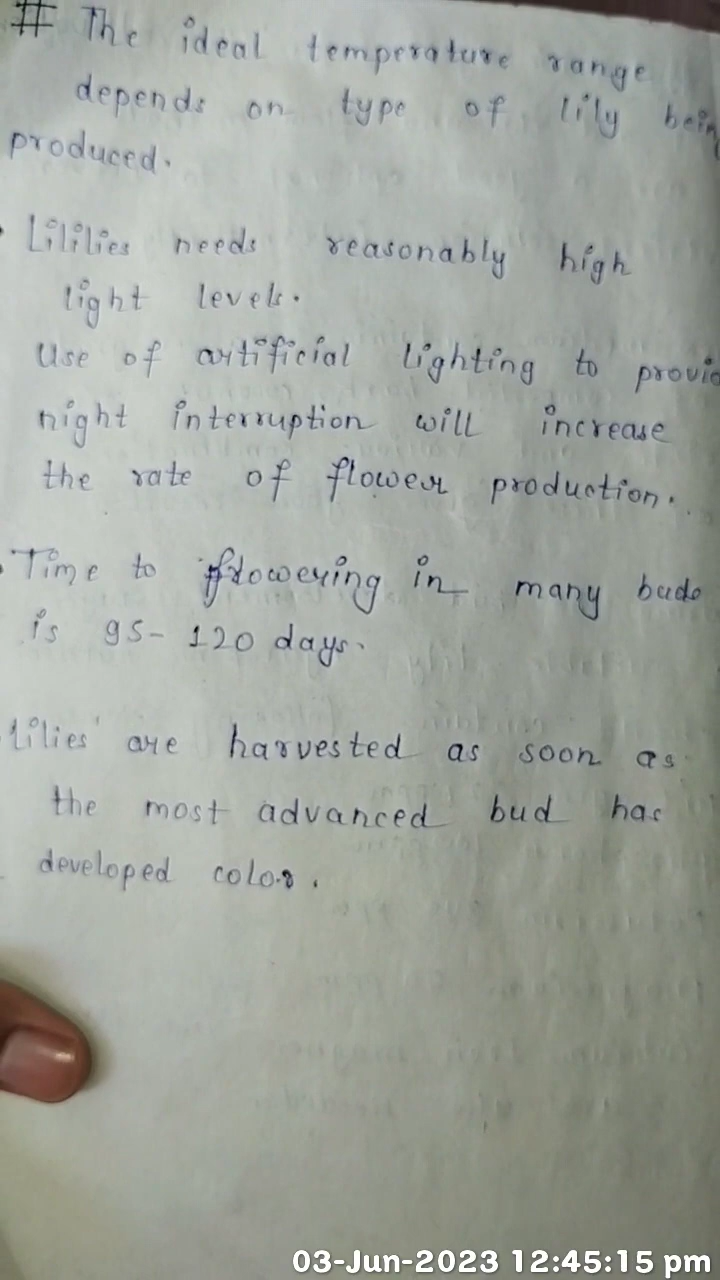 # The ideal temperature range
depends on type of lily bein
produced.
Lililies needs reasonably high
light levels.
Use of artificial lighting to provid
night interruption will increase
the rate of flower production.
Time to flowering in many buds
is 95-120 days.
Lilies' are harvested as soon as
the most advanced bud has
developed color.
03-Jun-2023 12:45:15 pm